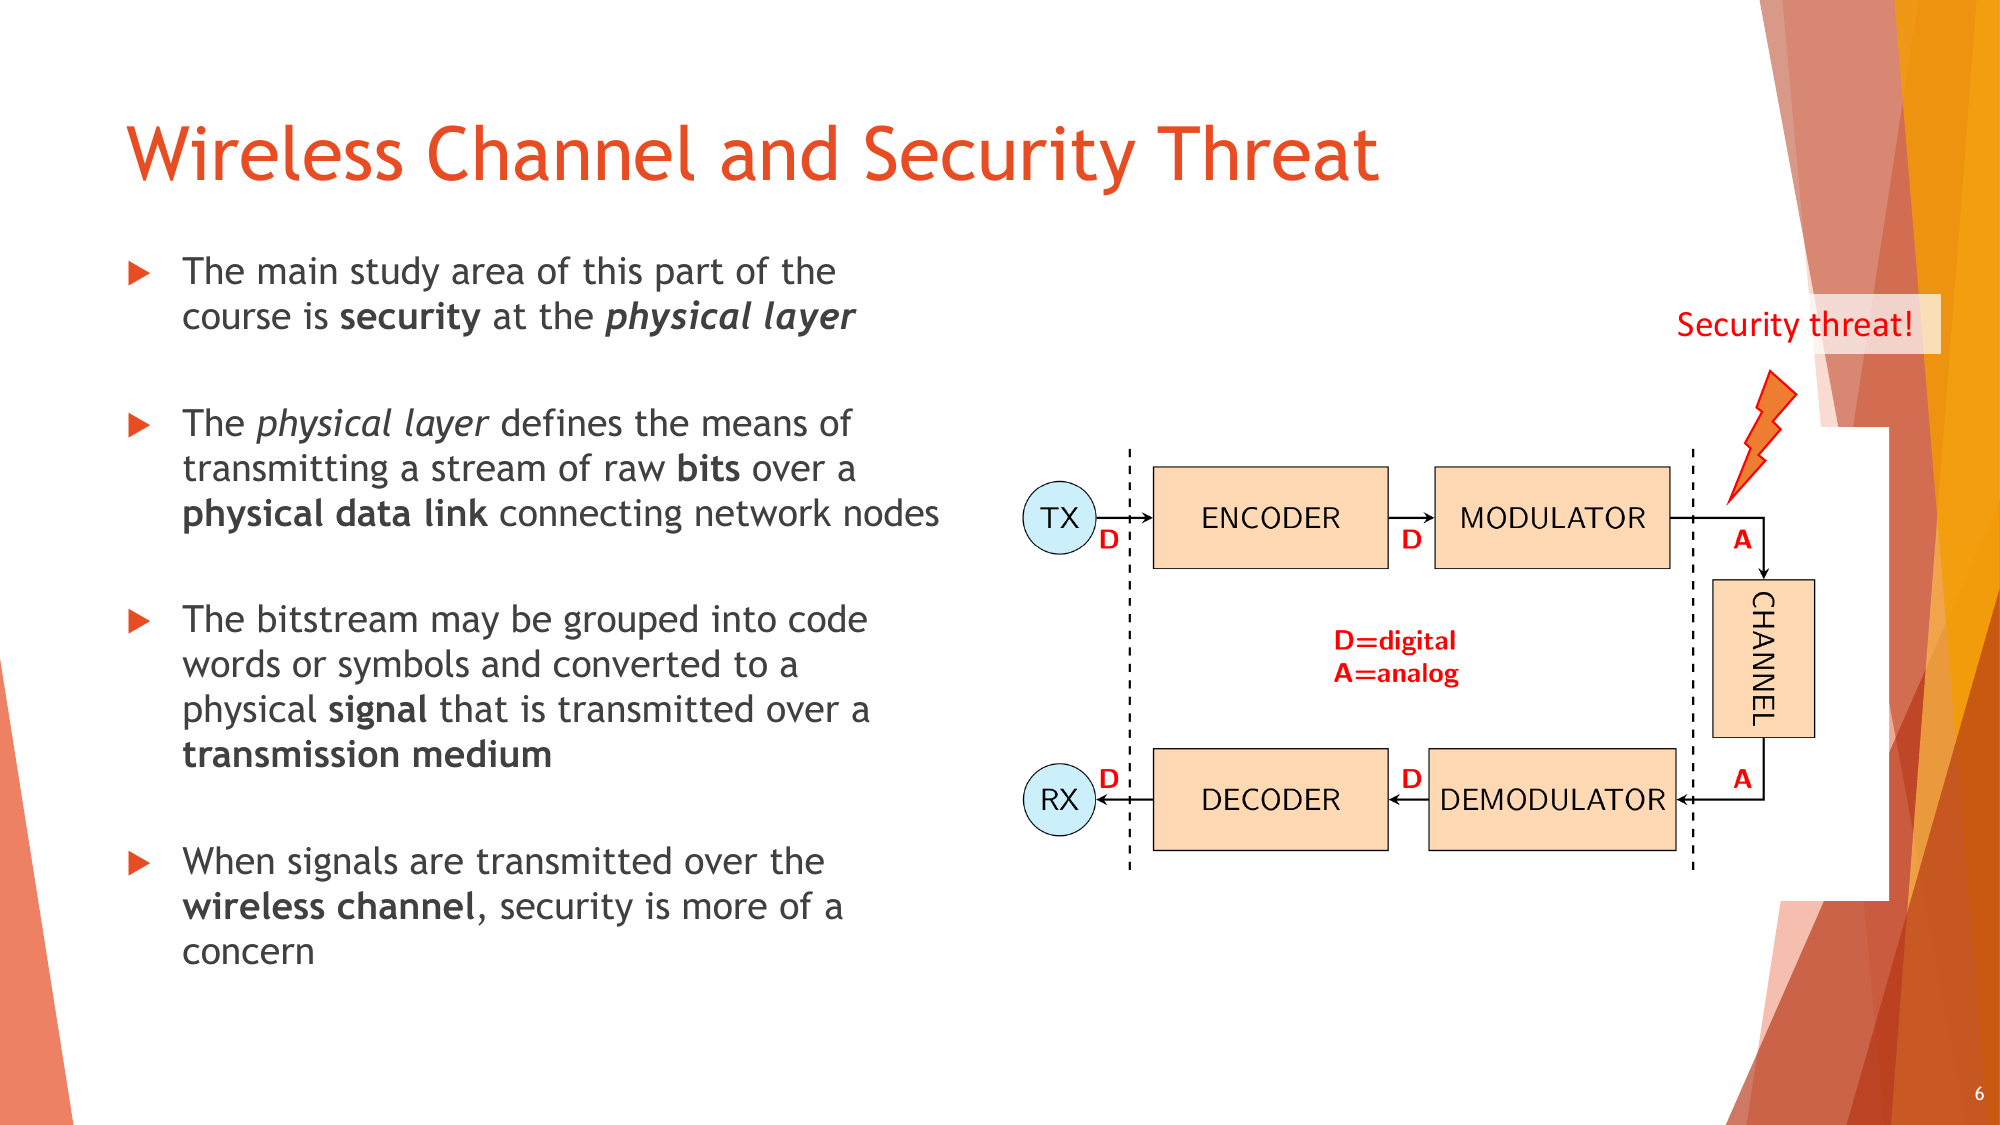 Wireless Channel and Security Threat
The main study area of this part of the
course is security at the physical layer
The physical layer defines the means of
transmitting a stream of raw bits over a
physical data link connecting network nodes
The bitstream may be grouped into code
words or symbols and converted to a
physical signal that is transmitted over a
transmission medium
When signals are transmitted over the
wireless channel, security is more of a
concern
Security threat!
TX
D
ENCODER
D
MODULATOR
A
CHANNEL
D=digital
A=analog
RX
D
DECODER
D
DEMODULATOR
A
6